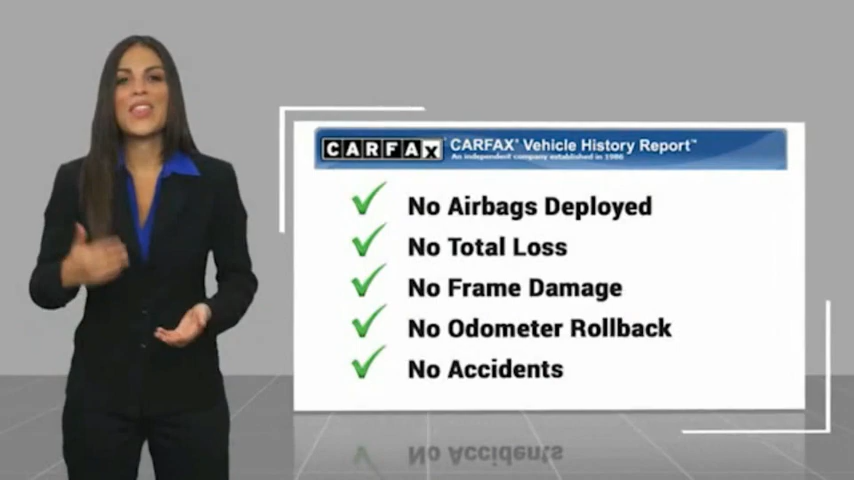 CARFAX CARFAX® Vehicle History Report™
An independent company established in 1986
No Airbags Deployed
No Total Loss
No Frame Damage
No Odometer Rollback
No Accidents
No Accidents